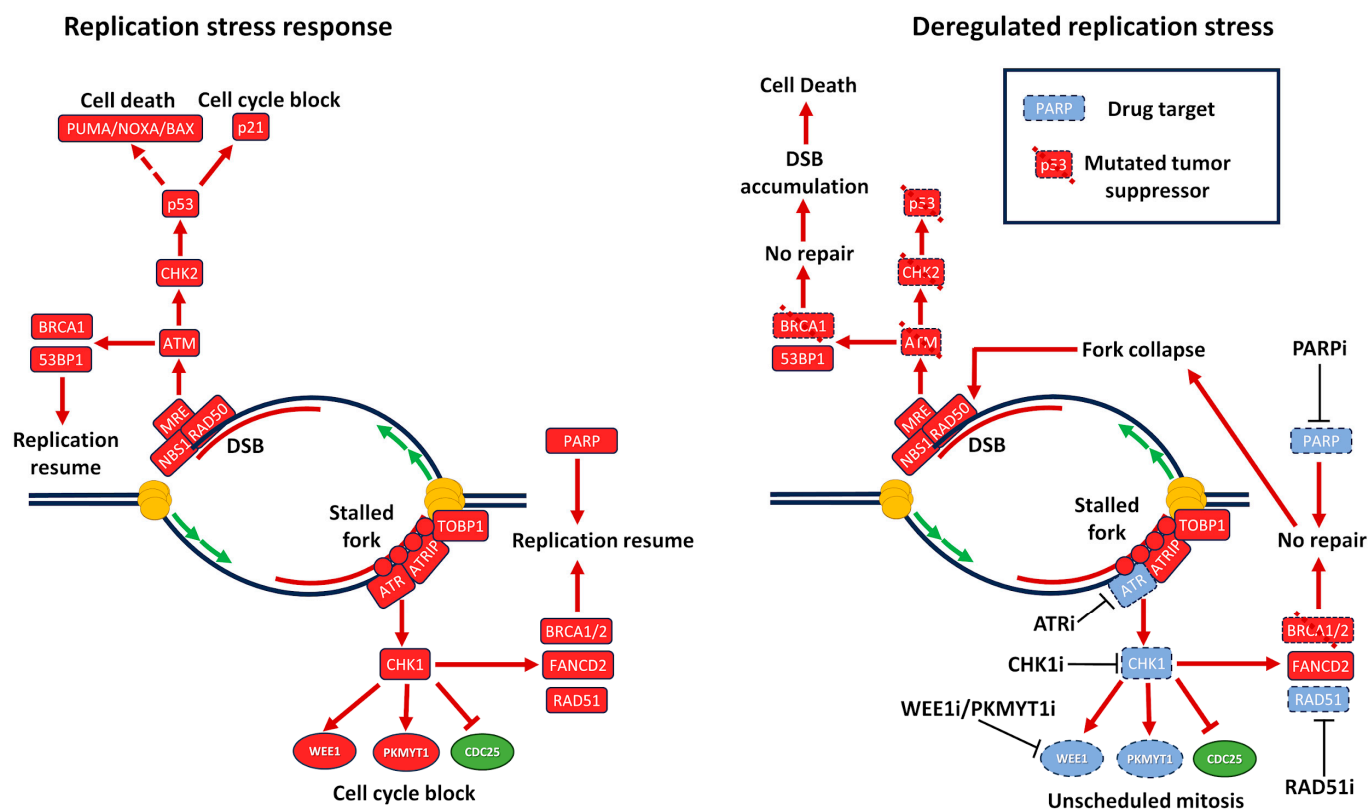 Replication stress response
Cell death
Cell cycle block
PUMA/NOXA/BAX
p21
p53
CHK2
BRCA1
53BP1
ATM
Replication
resume
MRE
NBS1
RAD50
DSB
PARP
Stalled
fork
TOBP1
ATRIP
ATR
Replication resume
BRCA1/2
CHK1
FANCD2
RAD51
WEE1
PKMYT1
CDC25
Cell cycle block
Deregulated replication stress
PARP
Drug target
p53
Mutated tumor
suppressor
Cell Death
DSB
accumulation
p53
No repair
CHK2
BRCA1
53BP1
ATM
Fork collapse
PARPi
MRE
NBS1
RAD50
DSB
PARP
Stalled
fork
TOBP1
ATRIP
ATR
No repair
ATRi
BRCA1/2
CHK1i
CHK1
FANCD2
RAD51
WEE1i/PKMYT1i
WEE1
PKMYT1
CDC25
RAD51i
Unscheduled mitosis